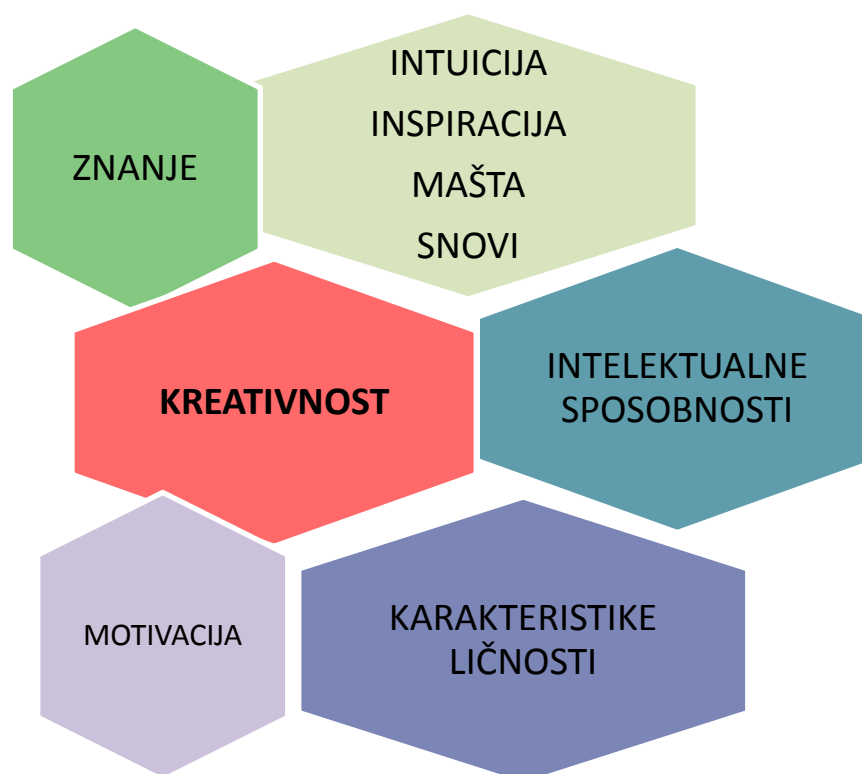 ZNANJE
INTUICIJA
INSPIRACIJA
MAŠTA
SNOVI
KREATIVNOST
INTELEKTUALNE
SPOSOBNOSTI
MOTIVACIJA
KARAKTERISTIKE
LIČNOSTI